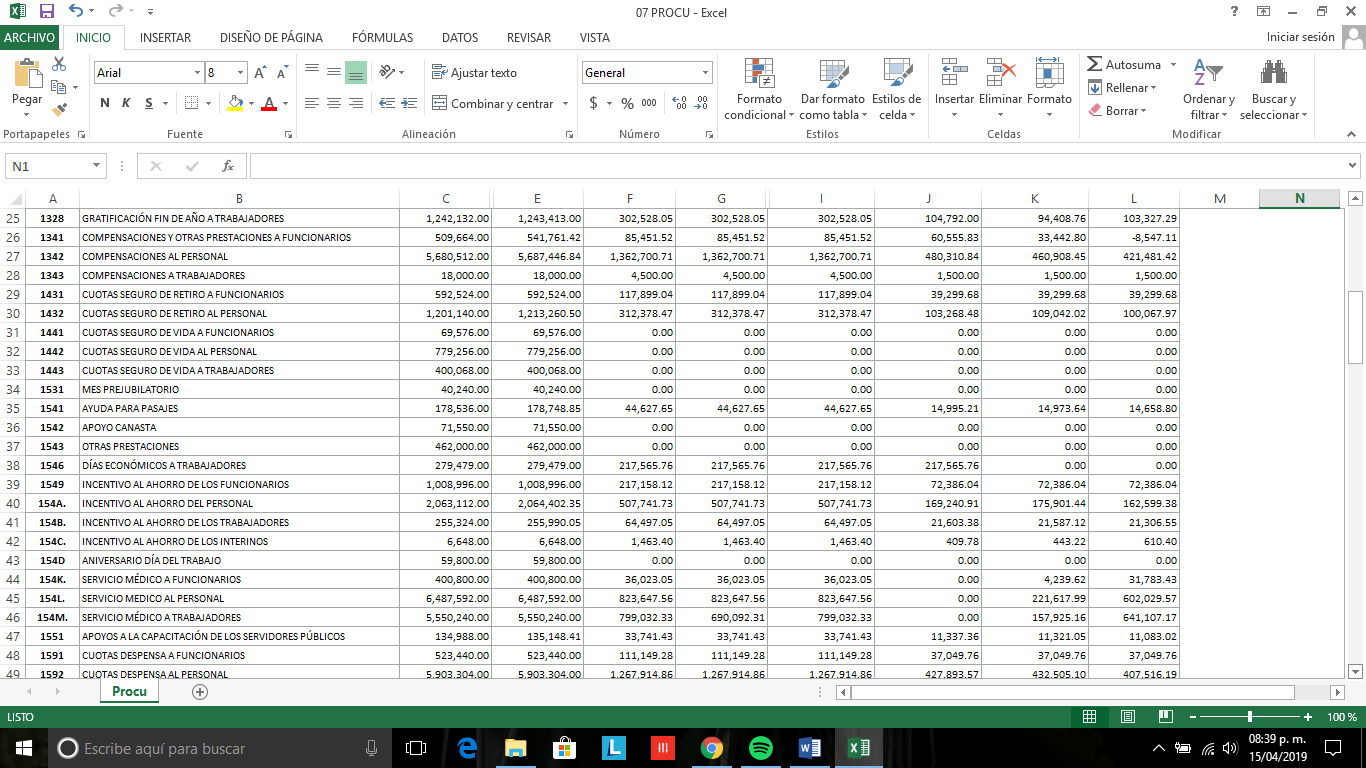 07 PROCU - Excel
ARCHIVO INICIO INSERTAR DISEÑO DE PÁGINA FÓRMULAS DATOS REVISAR VISTA Iniciar sesión
Pegar Arial 8 Ajustar texto General Formato condicional Dar formato como tabla Estilos de celda Insertar Eliminar Formato Autosuma Rellenar Borrar Ordenar y filtrar Buscar y seleccionar
N K S Combinar y centrar $ % 000
Portapapeles Fuente Alineación Número Estilos Celdas Modificar
N1 fx
A B C E F G I J K L M N
25 1328 GRATIFICACIÓN FIN DE AÑO A TRABAJADORES 1,242,132.00 1,243,413.00 302,528.05 302,528.05 302,528.05 104,792.00 94,408.76 103,327.29
26 1341 COMPENSACIONES Y OTRAS PRESTACIONES A FUNCIONARIOS 509,664.00 541,761.42 85,451.52 85,451.52 85,451.52 60,555.83 33,442.80 -8,547.11
27 1342 COMPENSACIONES AL PERSONAL 5,680,512.00 5,687,446.84 1,362,700.71 1,362,700.71 1,362,700.71 480,310.84 460,908.45 421,481.42
28 1343 COMPENSACIONES A TRABAJADORES 18,000.00 18,000.00 4,500.00 4,500.00 4,500.00 1,500.00 1,500.00 1,500.00
29 1431 CUOTAS SEGURO DE RETIRO A FUNCIONARIOS 592,524.00 592,524.00 117,899.04 117,899.04 117,899.04 39,299.68 39,299.68 39,299.68
30 1432 CUOTAS SEGURO DE RETIRO AL PERSONAL 1,201,140.00 1,213,260.50 312,378.47 312,378.47 312,378.47 103,268.48 109,042.02 100,067.97
31 1441 CUOTAS SEGURO DE VIDA A FUNCIONARIOS 69,576.00 69,576.00 0.00 0.00 0.00 0.00 0.00 0.00
32 1442 CUOTAS SEGURO DE VIDA AL PERSONAL 779,256.00 779,256.00 0.00 0.00 0.00 0.00 0.00 0.00
33 1443 CUOTAS SEGURO DE VIDA A TRABAJADORES 400,068.00 400,068.00 0.00 0.00 0.00 0.00 0.00 0.00
34 1531 MES PREJUBILATORIO 40,240.00 40,240.00 0.00 0.00 0.00 0.00 0.00 0.00
35 1541 AYUDA PARA PASAJES 178,536.00 178,748.85 44,627.65 44,627.65 44,627.65 14,995.21 14,973.64 14,658.80
36 1542 APOYO CANASTA 71,550.00 71,550.00 0.00 0.00 0.00 0.00 0.00 0.00
37 1543 OTRAS PRESTACIONES 462,000.00 462,000.00 0.00 0.00 0.00 0.00 0.00 0.00
38 1546 DÍAS ECONÓMICOS A TRABAJADORES 279,479.00 279,479.00 217,565.76 217,565.76 217,565.76 217,565.76 0.00 0.00
39 1549 INCENTIVO AL AHORRO DE LOS FUNCIONARIOS 1,008,996.00 1,008,996.00 217,158.12 217,158.12 217,158.12 72,386.04 72,386.04 72,386.04
40 154A. INCENTIVO AL AHORRO DEL PERSONAL 2,063,112.00 2,064,402.35 507,741.73 507,741.73 507,741.73 169,240.91 175,901.44 162,599.38
41 154B. INCENTIVO AL AHORRO DE LOS TRABAJADORES 255,324.00 255,990.05 64,497.05 64,497.05 64,497.05 21,603.38 21,587.12 21,306.55
42 154C. INCENTIVO AL AHORRO DE LOS INTERINOS 6,648.00 6,648.00 1,463.40 1,463.40 1,463.40 409.78 443.22 610.40
43 154D ANIVERSARIO DÍA DEL TRABAJO 59,800.00 59,800.00 0.00 0.00 0.00 0.00 0.00 0.00
44 154K. SERVICIO MÉDICO A FUNCIONARIOS 400,800.00 400,800.00 36,023.05 36,023.05 36,023.05 0.00 4,239.62 31,783.43
45 154L. SERVICIO MEDICO AL PERSONAL 6,487,592.00 6,487,592.00 823,647.56 823,647.56 823,647.56 0.00 221,617.99 602,029.57
46 154M. SERVICIO MÉDICO A TRABAJADORES 5,550,240.00 5,550,240.00 799,032.33 690,092.31 799,032.33 0.00 157,925.16 641,107.17
47 1551 APOYOS A LA CAPACITACIÓN DE LOS SERVIDORES PÚBLICOS 134,988.00 135,148.41 33,741.43 33,741.43 33,741.43 11,337.36 11,321.05 11,083.02
48 1591 CUOTAS DESPENSA A FUNCIONARIOS 523,440.00 523,440.00 111,149.28 111,149.28 111,149.28 37,049.76 37,049.76 37,049.76
49 1592 CUOTAS DESPENSA AL PERSONAL 5,903,304.00 5,903,304.00 1,267,914.86 1,267,914.86 1,267,914.86 427,893.57 432,505.10 407,516.19
Procu
LISTO 100 %
Escribe aquí para buscar 08:39 p. m.
15/04/2019